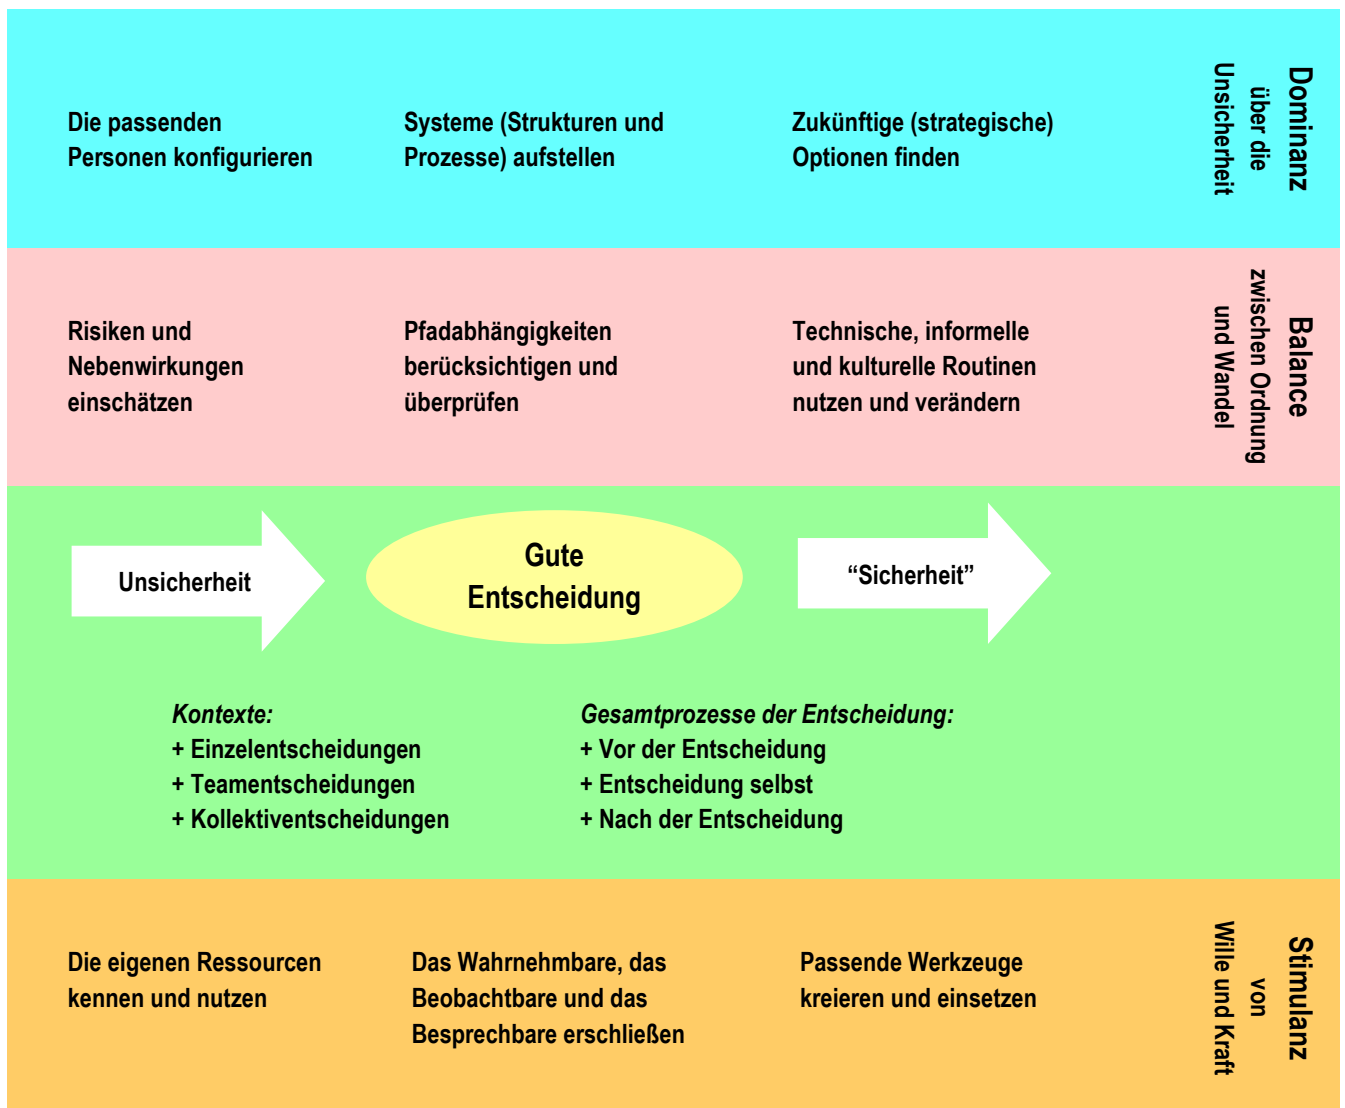 Die passenden
Personen konfigurieren
Systeme (Strukturen und
Prozesse) aufstellen
Zukünftige (strategische)
Optionen finden
Dominanz
über die
Unsicherheit
Risiken und
Nebenwirkungen
einschätzen
Pfadabhängigkeiten
berücksichtigen und
überprüfen
Technische, informelle
und kulturelle Routinen
nutzen und verändern
Balance
zwischen Ordnung
und Wandel
Unsicherheit
Gute
Entscheidung
“Sicherheit”
Kontexte:
+ Einzelentscheidungen
+ Teamentscheidungen
+ Kollektiventscheidungen
Gesamtprozesse der Entscheidung:
+ Vor der Entscheidung
+ Entscheidung selbst
+ Nach der Entscheidung
Die eigenen Ressourcen
kennen und nutzen
Das Wahrnehmbare, das
Beobachtbare und das
Besprechbare erschließen
Passende Werkzeuge
kreieren und einsetzen
Stimulanz
von
Wille und Kraft